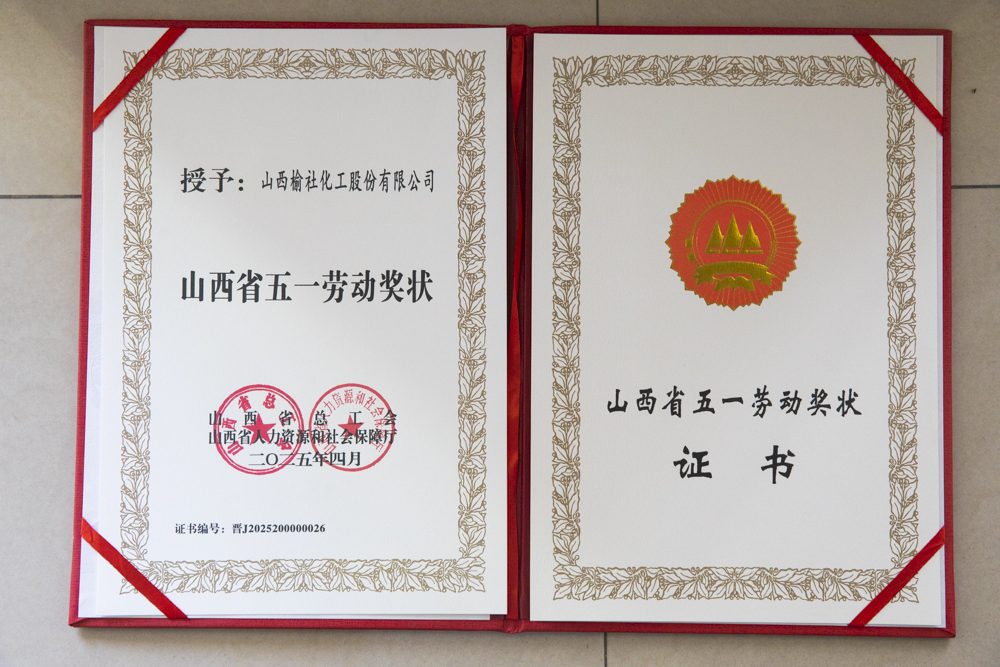 授予：山西榆社化工股份有限公司
山西省五一劳动奖状
山西省总工会
山西省人力资源和社会保障厅
二〇二五年四月
证书编号：晋J2025200000026
山西省五一劳动奖状
证书